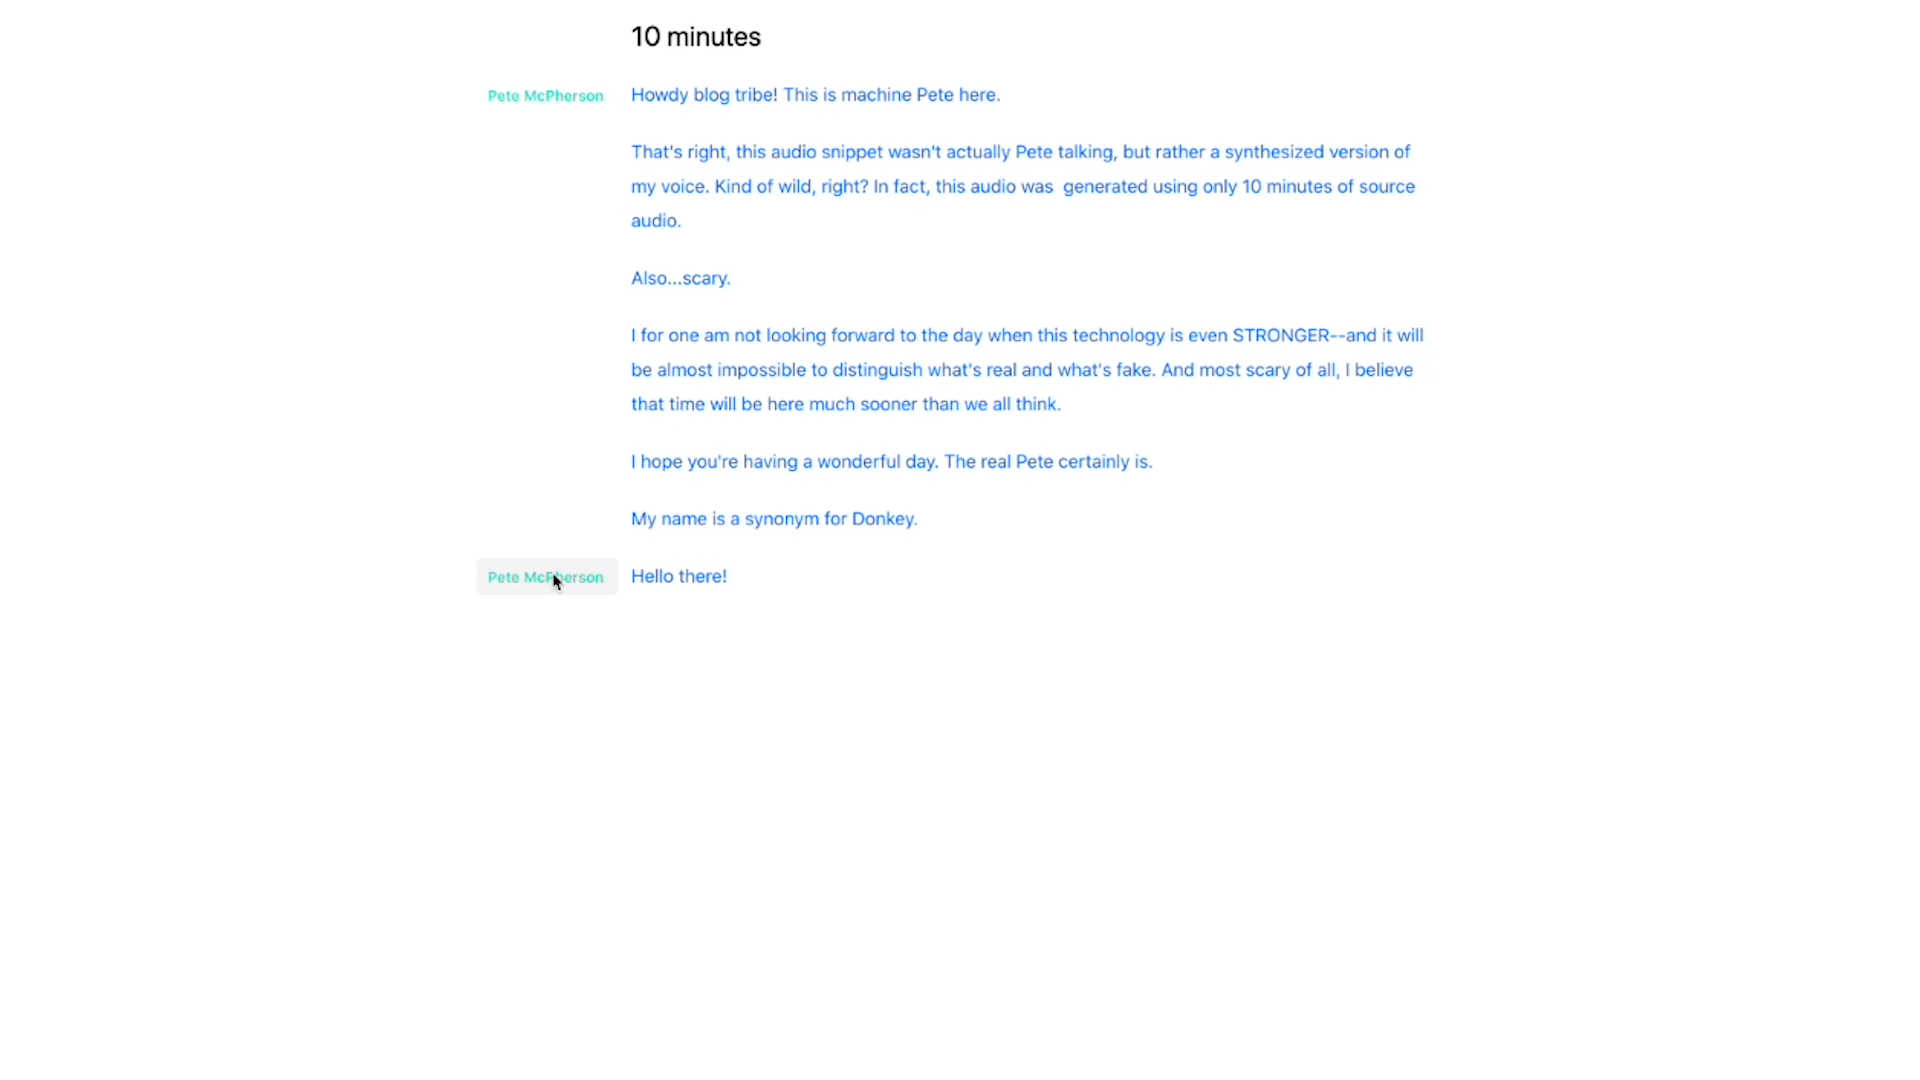 10 minutes
Pete McPherson Howdy blog tribe! This is machine Pete here.
That's right, this audio snippet wasn't actually Pete talking, but rather a synthesized version of
my voice. Kind of wild, right? In fact, this audio was  generated using only 10 minutes of source
audio.
Also...scary.
I for one am not looking forward to the day when this technology is even STRONGER--and it will
be almost impossible to distinguish what's real and what's fake. And most scary of all, I believe
that time will be here much sooner than we all think.
I hope you're having a wonderful day. The real Pete certainly is.
My name is a synonym for Donkey.
Pete McPherson Hello there!